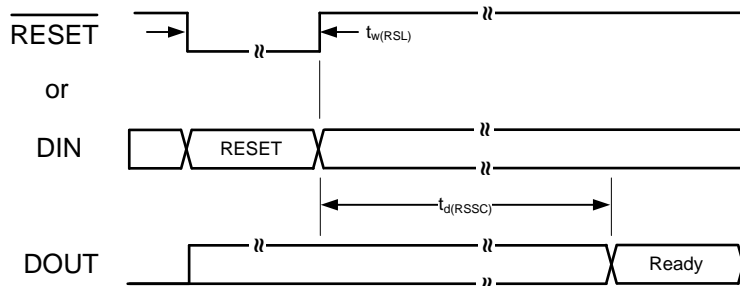 RESET
t_w(RSL)
or
DIN
RESET
t_d(RSSC)
DOUT
Ready